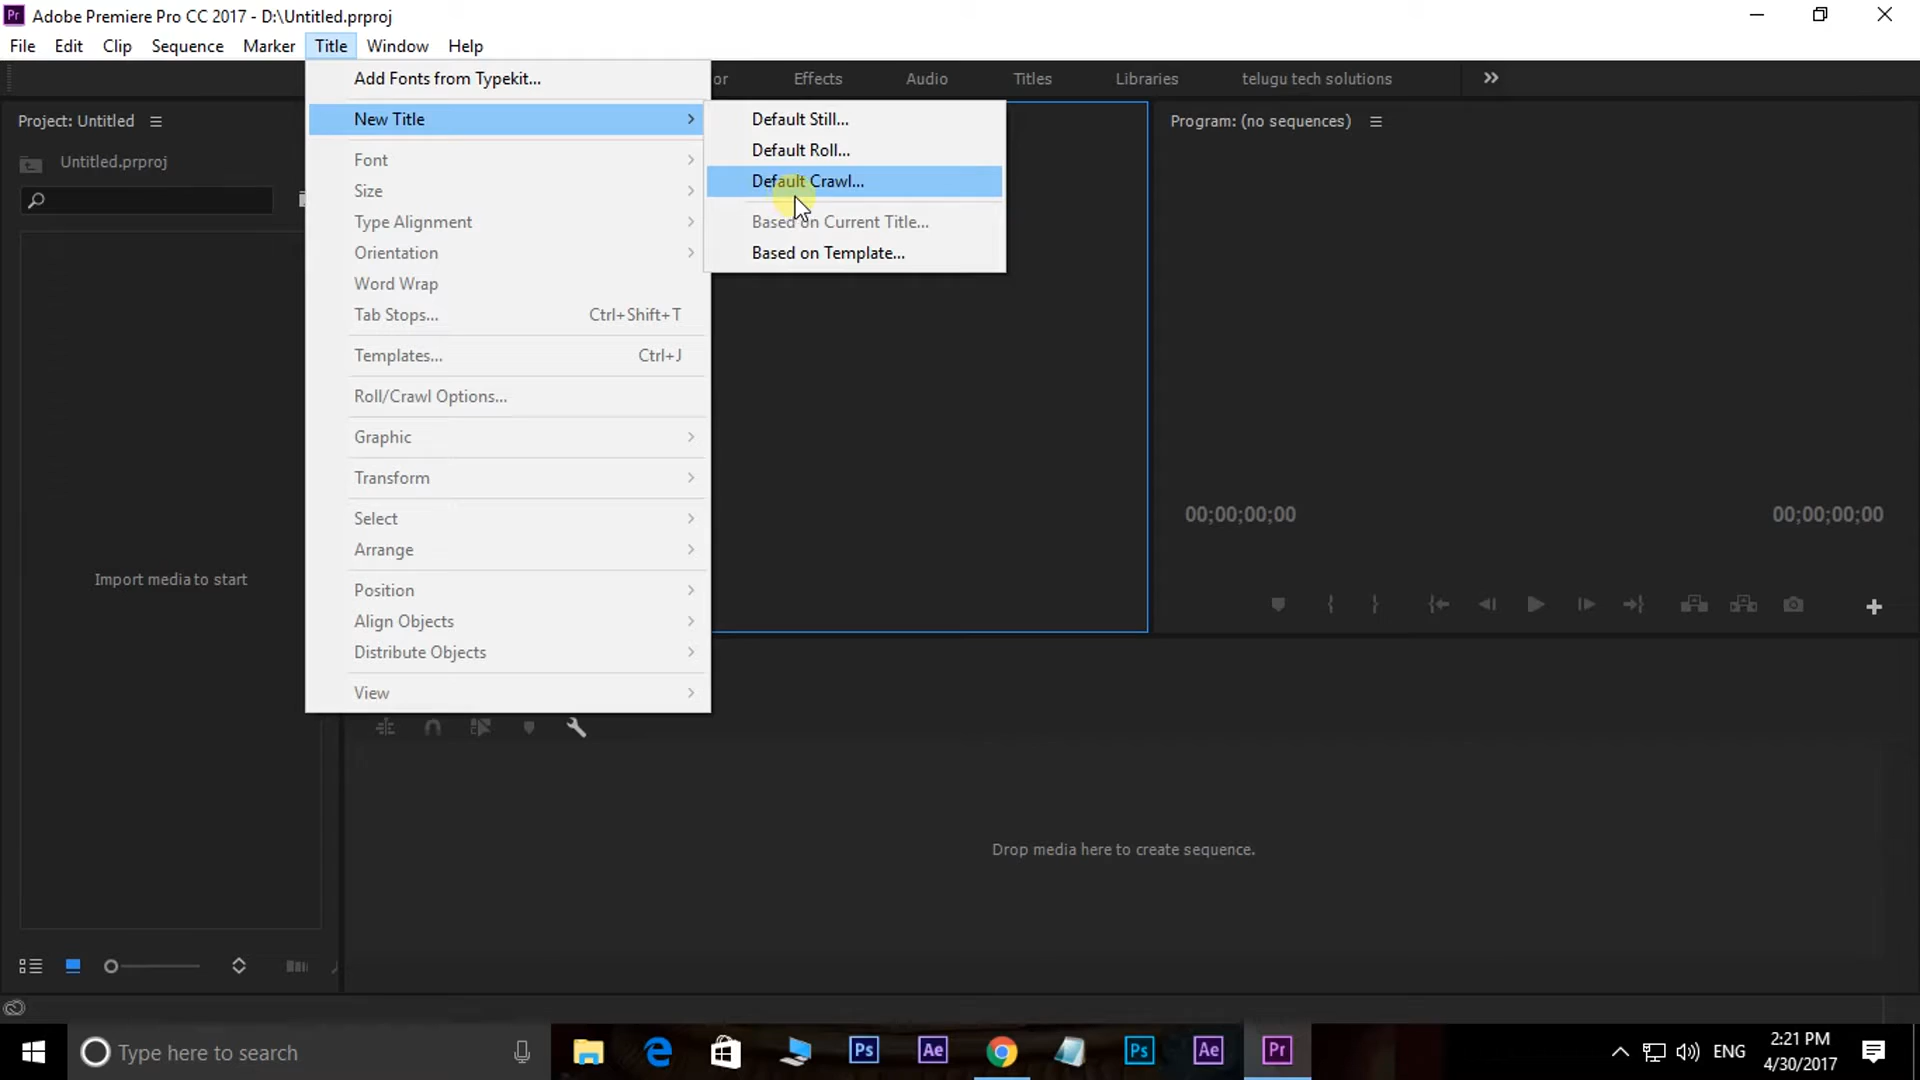 Adobe Premiere Pro CC 2017 - D:\Untitled.prproj
File Edit Clip Sequence Marker Title Window Help
Add Fonts from Typekit...
or Effects Audio Titles Libraries telugu tech solutions
Project: Untitled
New Title
Default Still...
Program: (no sequences)
Default Roll...
Untitled.prproj
Font
Default Crawl...
Size
Type Alignment
Based on Current Title...
Orientation
Based on Template...
Word Wrap
Tab Stops... Ctrl+Shift+T
Templates... Ctrl+J
Roll/Crawl Options...
Graphic
Transform
Select
00;00;00;00 00;00;00;00
Arrange
Import media to start
Position
Align Objects
Distribute Objects
View
Drop media here to create sequence.
Type here to search
Ps Ae Ps Ae Pr
ENG
2:21 PM
4/30/2017